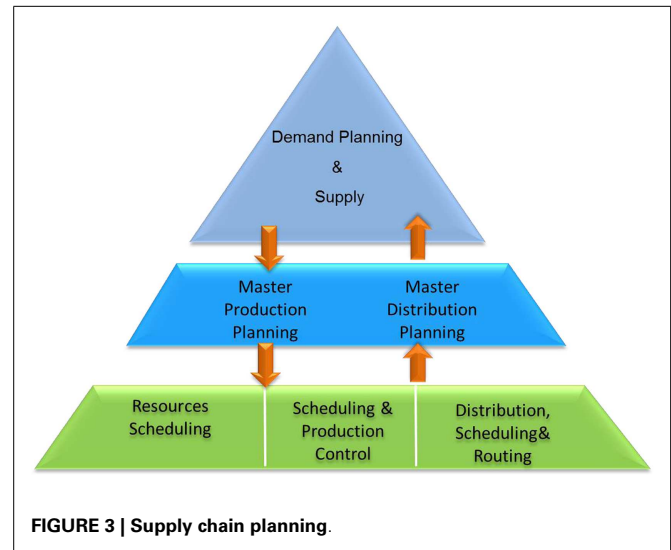 Demand Planning
&
Supply
Master
Production
Planning
Master
Distribution
Planning
Resources
Scheduling
Scheduling &
Production
Control
Distribution,
Scheduling&
Routing
FIGURE 3 | Supply chain planning.